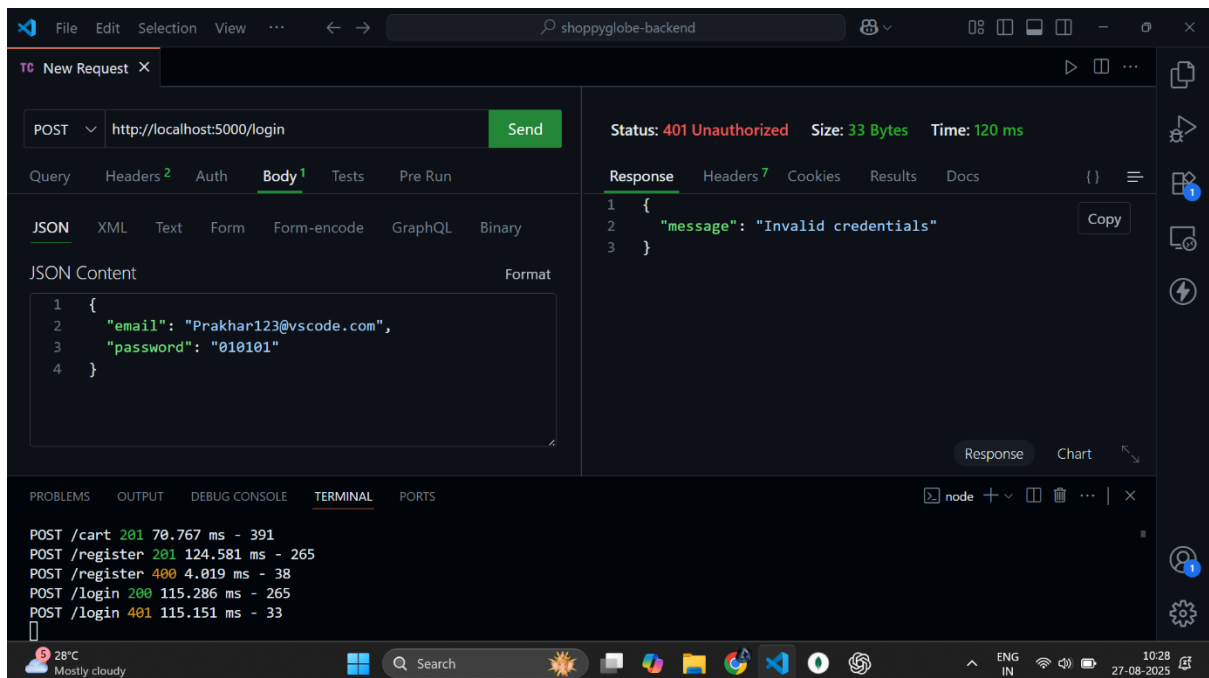 File Edit Selection View ··· shoppyglobe-backend
TC New Request
POST http://localhost:5000/login Send
Status: 401 Unauthorized Size: 33 Bytes Time: 120 ms
Query Headers 2 Auth Body 1 Tests Pre Run
Response Headers 7 Cookies Results Docs { }
JSON XML Text Form Form-encode GraphQL Binary
JSON Content Format
1 {
2 "email": "Prakhar123@vscode.com",
3 "password": "010101"
4 }
1 {
2 "message": "Invalid credentials"
3 }
Copy
1
Response Chart
PROBLEMS OUTPUT DEBUG CONSOLE TERMINAL PORTS node
POST /cart 201 70.767 ms - 391
POST /register 201 124.581 ms - 265
POST /register 400 4.019 ms - 38
POST /login 200 115.286 ms - 265
POST /login 401 115.151 ms - 33
1
5 28°C
Mostly cloudy
Search
ENG
IN
10:28
27-08-2025